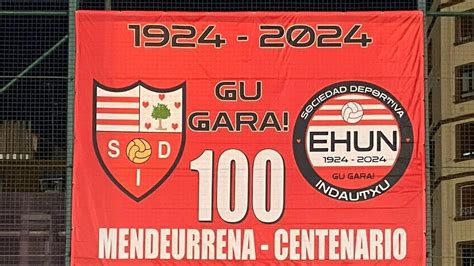 1924 - 2024
GU
GARA!
S D
I
SOCIEDAD DEPORTIVA
EHUN
1924 - 2024
GU GARA!
INDAUTXU
100
MENDEURRENA - CENTENARIO